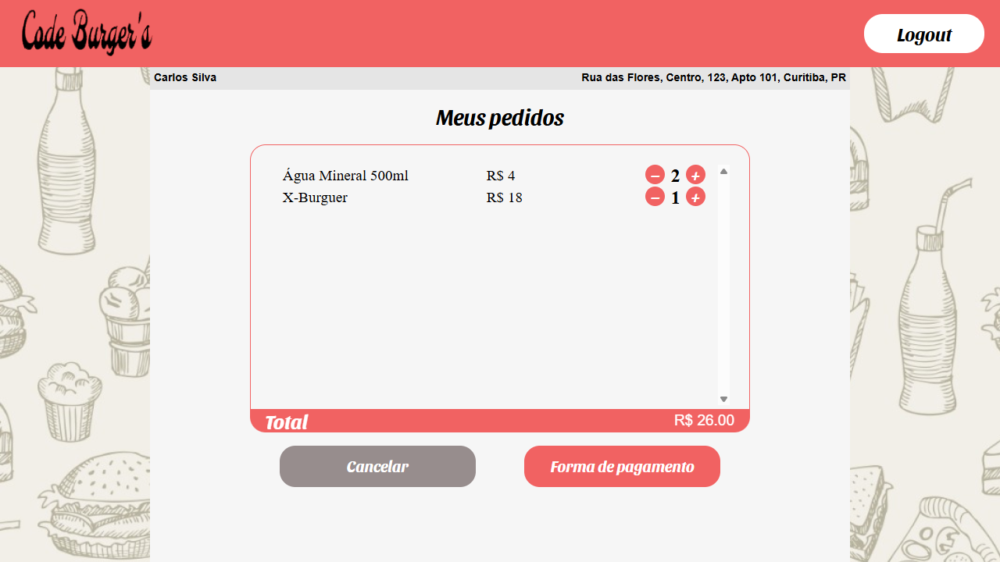 Code Burger's
Logout
Carlos Silva Rua das Flores, Centro, 123, Apto 101, Curitiba, PR
Meus pedidos
Água Mineral 500ml R$ 4 − 2 +
X-Burguer R$ 18 − 1 +
Total R$ 26.00
Cancelar Forma de pagamento